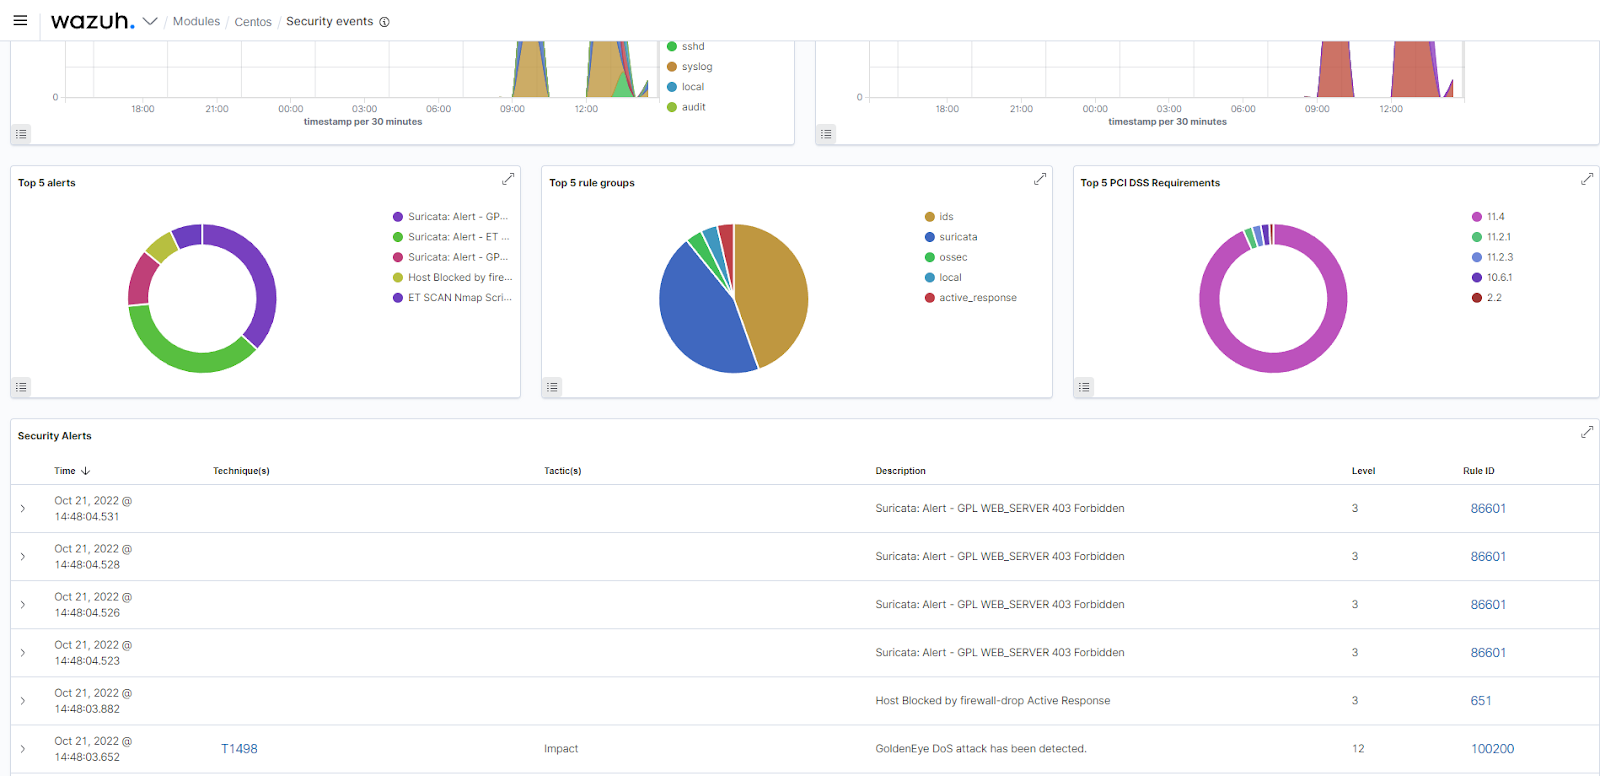 wazuh. / Modules / Centos / Security events
sshd
syslog
local
audit
0
18:00 21:00 00:00 03:00 06:00 09:00 12:00
timestamp per 30 minutes
0
18:00 21:00 00:00 03:00 06:00 09:00 12:00
timestamp per 30 minutes
Top 5 alerts
Suricata: Alert - GP...
Suricata: Alert - ET ...
Suricata: Alert - GP...
Host Blocked by fire...
ET SCAN Nmap Scri...
Top 5 rule groups
ids
suricata
ossec
local
active_response
Top 5 PCI DSS Requirements
11.4
11.2.1
11.2.3
10.6.1
2.2
Security Alerts
Time Technique(s) Tactic(s) Description Level Rule ID
Oct 21, 2022 @
14:48:04.531
Suricata: Alert - GPL WEB_SERVER 403 Forbidden 3 86601
Oct 21, 2022 @
14:48:04.528
Suricata: Alert - GPL WEB_SERVER 403 Forbidden 3 86601
Oct 21, 2022 @
14:48:04.526
Suricata: Alert - GPL WEB_SERVER 403 Forbidden 3 86601
Oct 21, 2022 @
14:48:04.523
Suricata: Alert - GPL WEB_SERVER 403 Forbidden 3 86601
Oct 21, 2022 @
14:48:03.882
Host Blocked by firewall-drop Active Response 3 651
Oct 21, 2022 @
14:48:03.652
T1498 Impact GoldenEye DoS attack has been detected. 12 100200